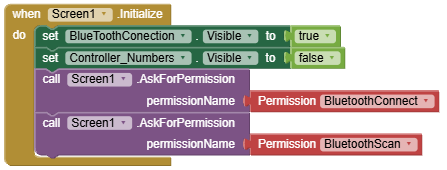 when Screen1 .Initialize
do set BlueToothConection . Visible to true
set Controller_Numbers . Visible to false
call Screen1 .AskForPermission
permissionName Permission BluetoothConnect
call Screen1 .AskForPermission
permissionName Permission BluetoothScan